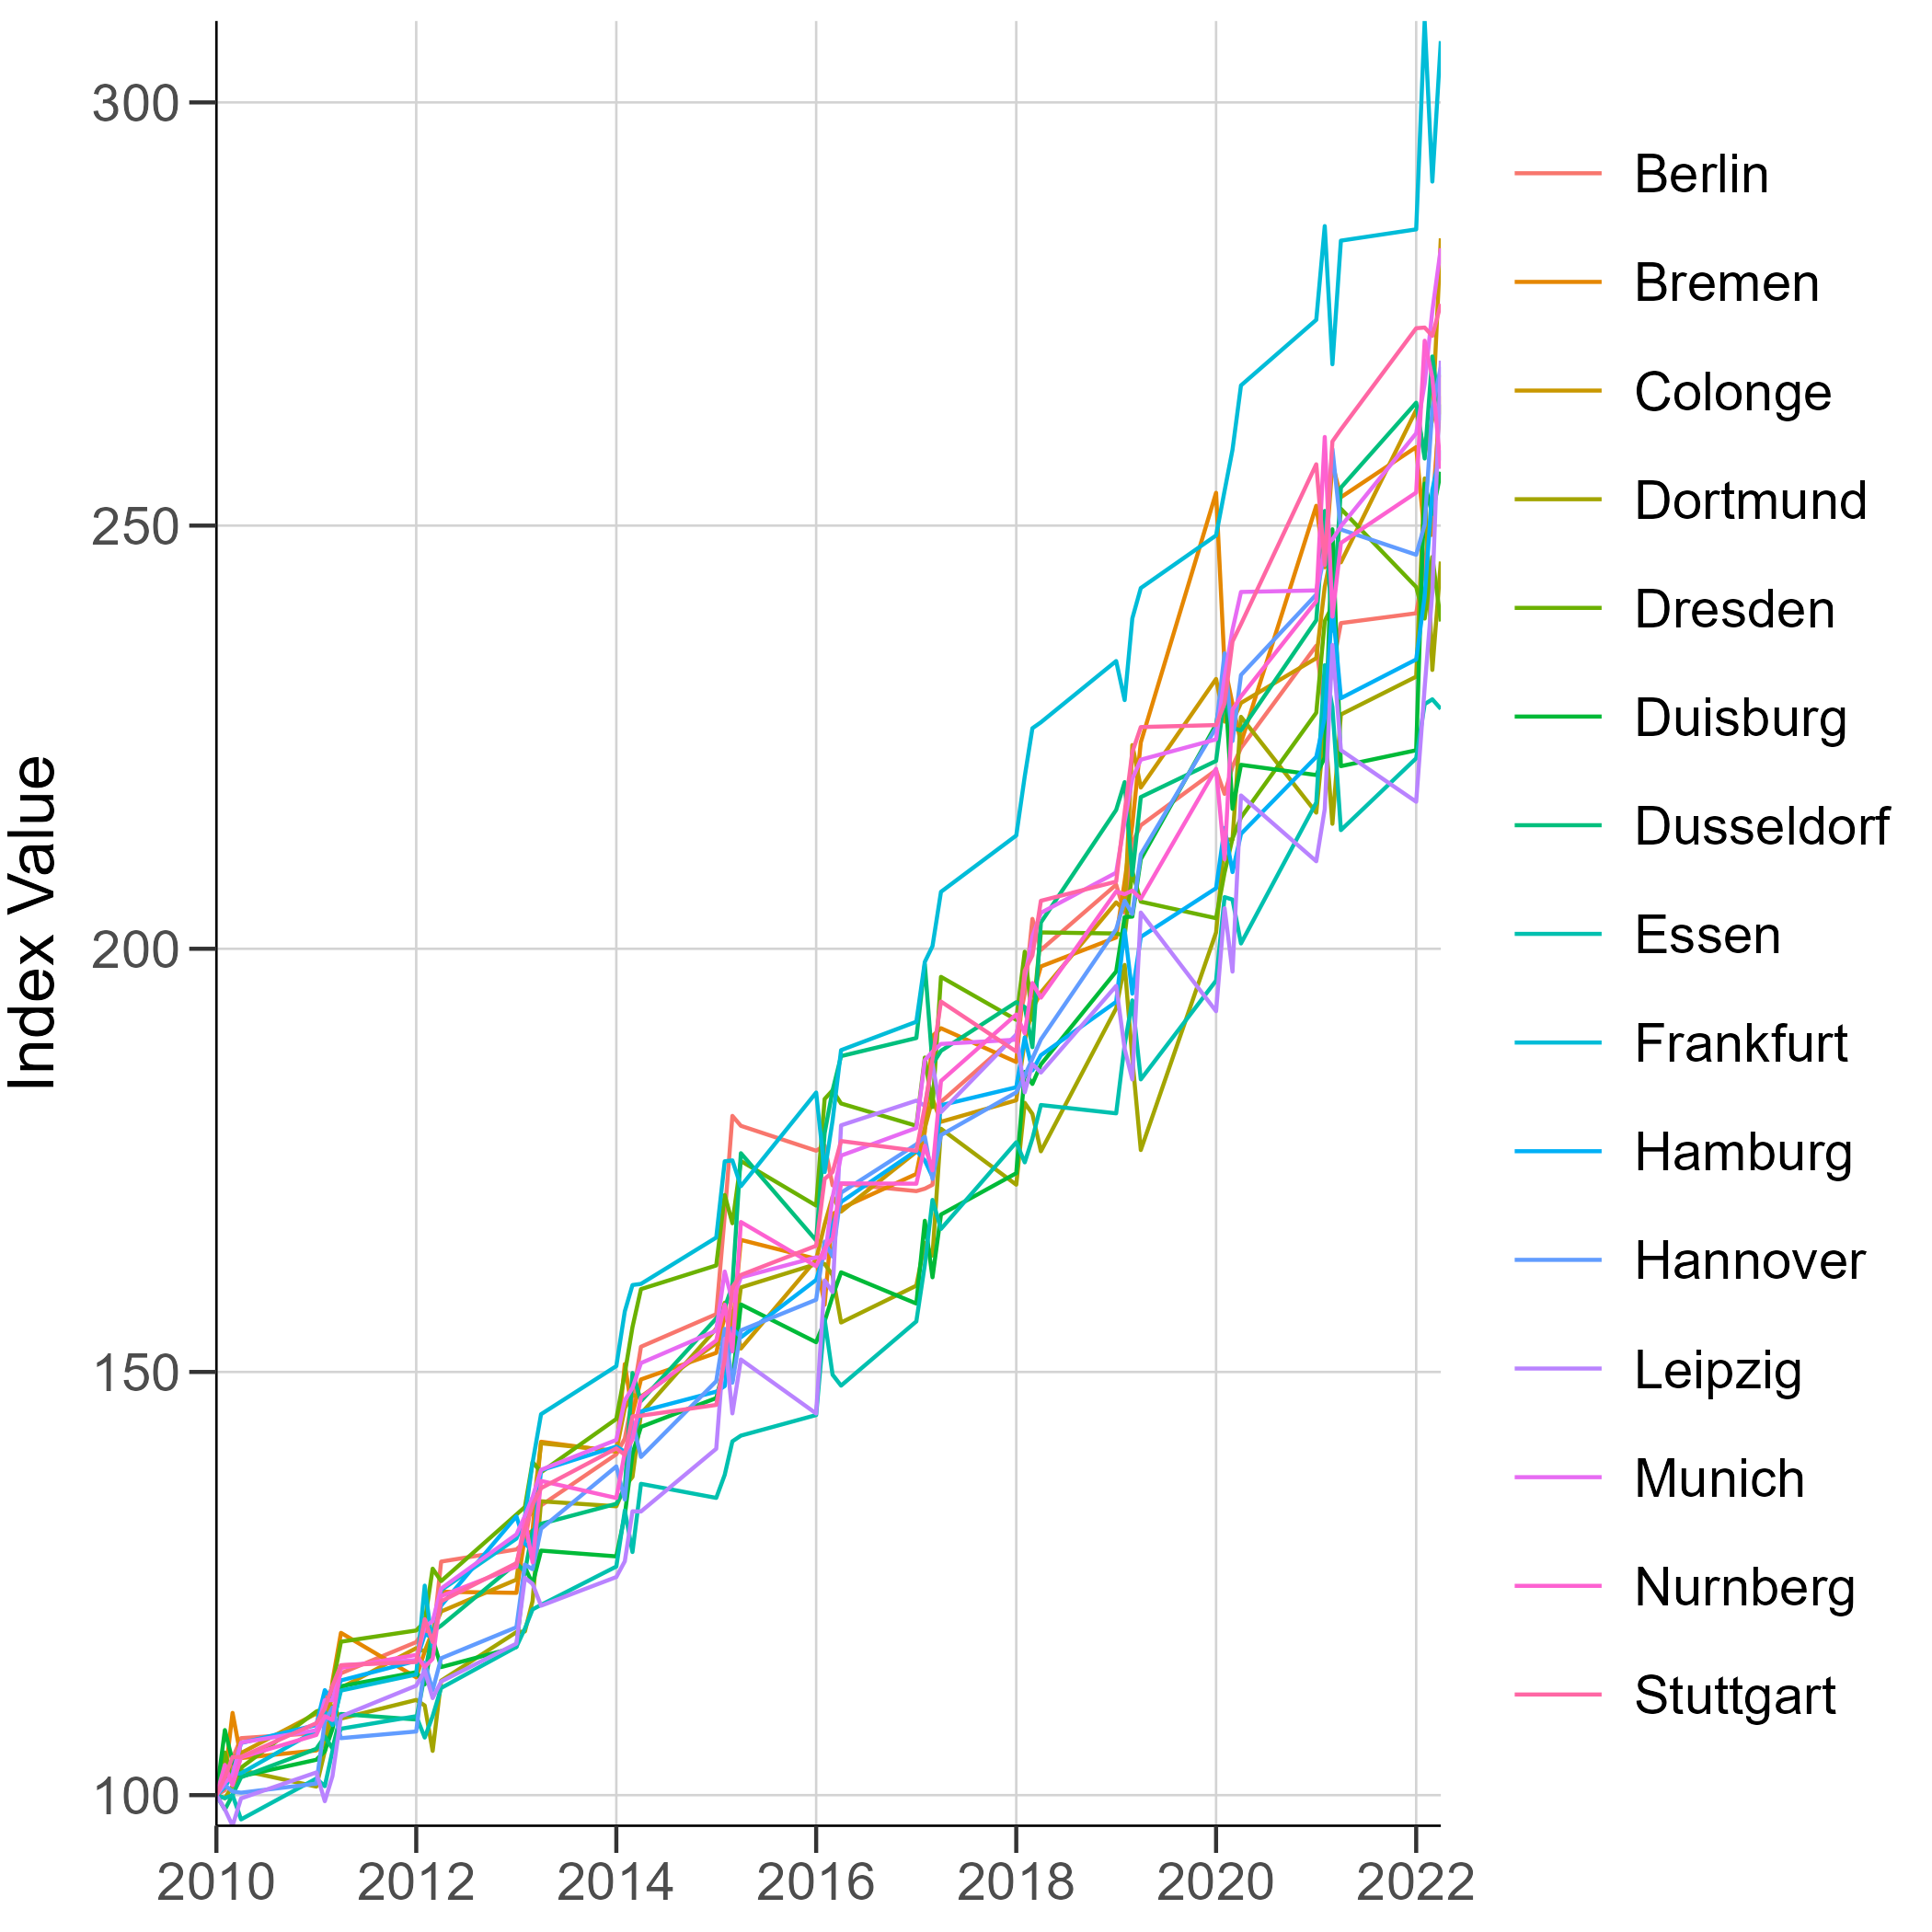 Index Value
300
250
200
150
100
2010 2012 2014 2016 2018 2020 2022
Berlin
Bremen
Colonge
Dortmund
Dresden
Duisburg
Dusseldorf
Essen
Frankfurt
Hamburg
Hannover
Leipzig
Munich
Nurnberg
Stuttgart